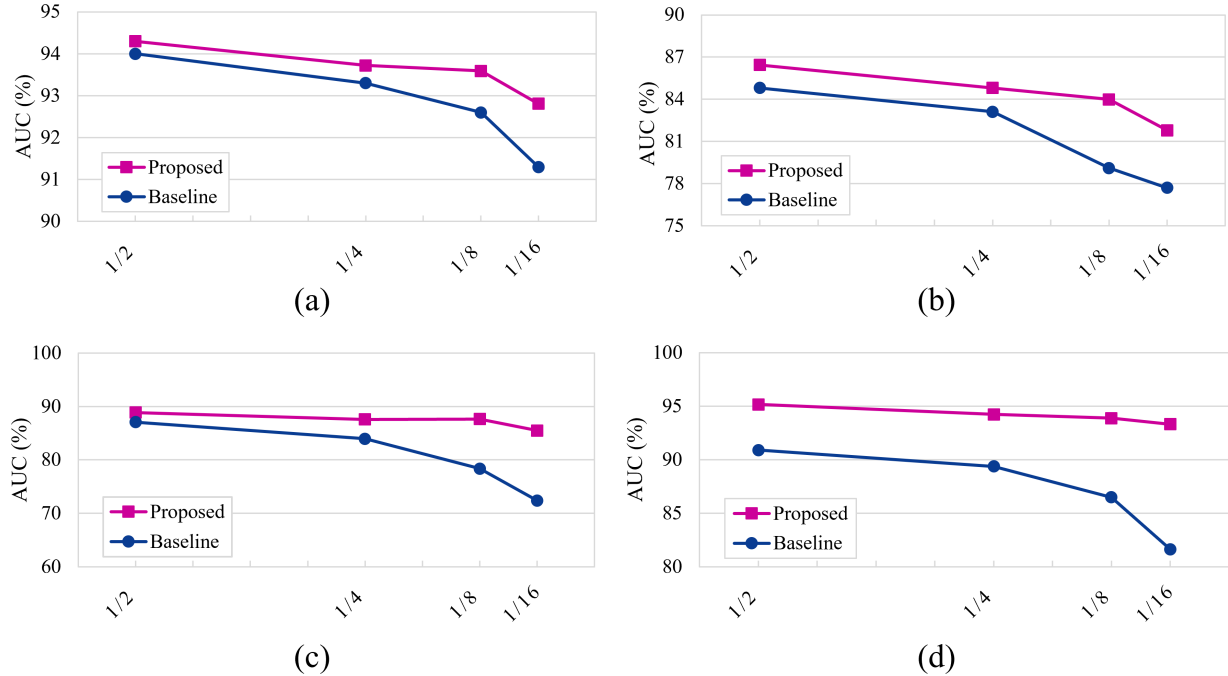 95
94
93
92
91
90
AUC (%)
Proposed
Baseline
1/2
1/4
1/8
1/16
(a)
90
87
84
81
78
75
AUC (%)
Proposed
Baseline
1/2
1/4
1/8
1/16
(b)
100
90
80
70
60
AUC (%)
Proposed
Baseline
1/2
1/4
1/8
1/16
(c)
100
95
90
85
80
AUC (%)
Proposed
Baseline
1/2
1/4
1/8
1/16
(d)